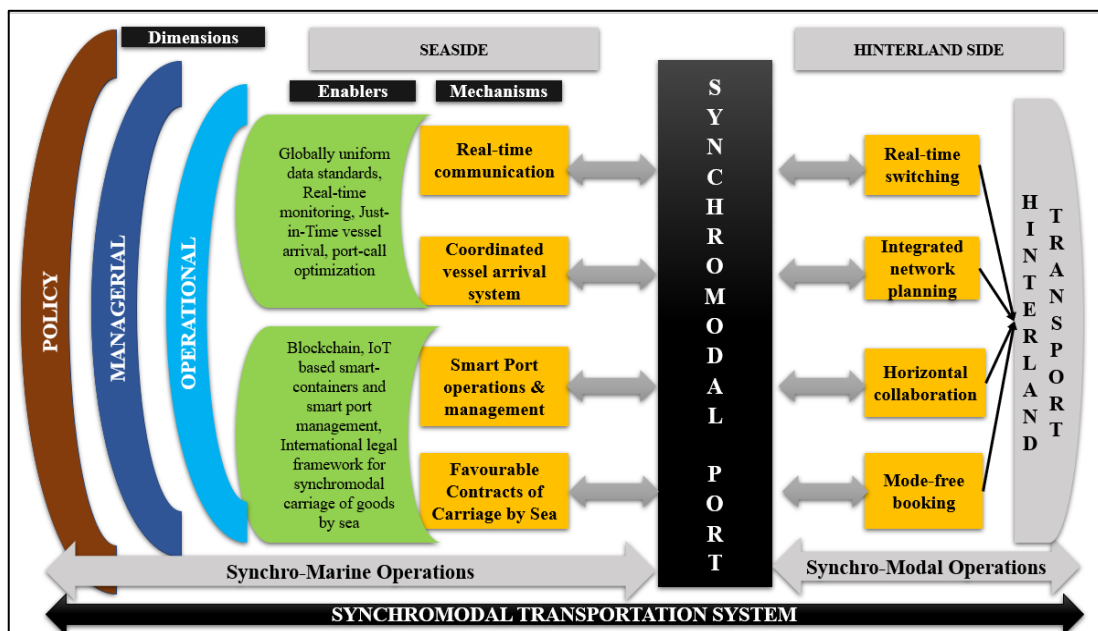 Dimensions
SEASIDE
HINTERLAND SIDE
Enablers
Mechanisms
POLICY
MANAGERIAL
OPERATIONAL
Globally uniform
data standards,
Real-time
monitoring, Just-
in-Time vessel
arrival, port-call
optimization
Blockchain, IoT
based smart-
containers and
smart port
management,
International legal
framework for
synchromodal
carriage of goods
by sea
Real-time
communication
Coordinated
vessel arrival
system
Smart Port
operations &
management
Favourable
Contracts of
Carriage by Sea
SYNCHROMODAL PORT
Real-time
switching
Integrated
network
planning
Horizontal
collaboration
Mode-free
booking
HINTERLAND
TRANSPORT
Synchro-Marine Operations
Synchro-Modal Operations
SYNCHROMODAL TRANSPORTATION SYSTEM